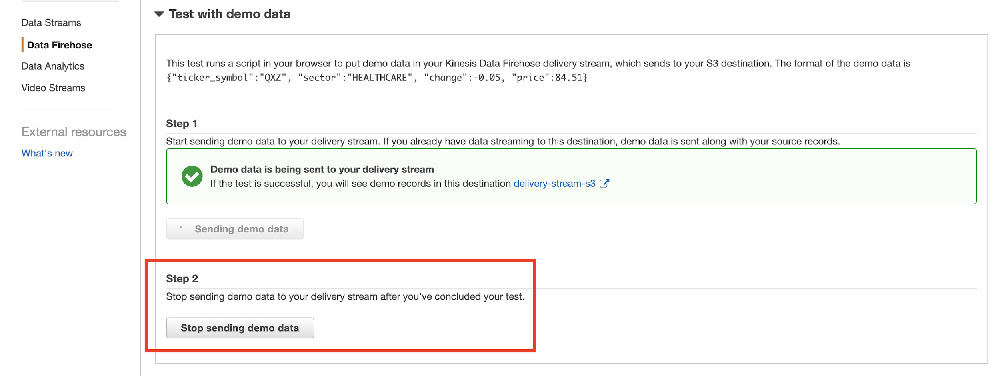 Data Streams
Data Firehose
Data Analytics
Video Streams
External resources
What's new
Test with demo data
This test runs a script in your browser to put demo data in your Kinesis Data Firehose delivery stream, which sends to your S3 destination. The format of the demo data is
{"ticker_symbol":"QXZ", "sector":"HEALTHCARE", "change":-0.05, "price":84.51}
Step 1
Start sending demo data to your delivery stream. If you already have data streaming to this destination, demo data is sent along with your source records.
Demo data is being sent to your delivery stream
If the test is successful, you will see demo records in this destination delivery-stream-s3
Sending demo data
Step 2
Stop sending demo data to your delivery stream after you’ve concluded your test.
Stop sending demo data